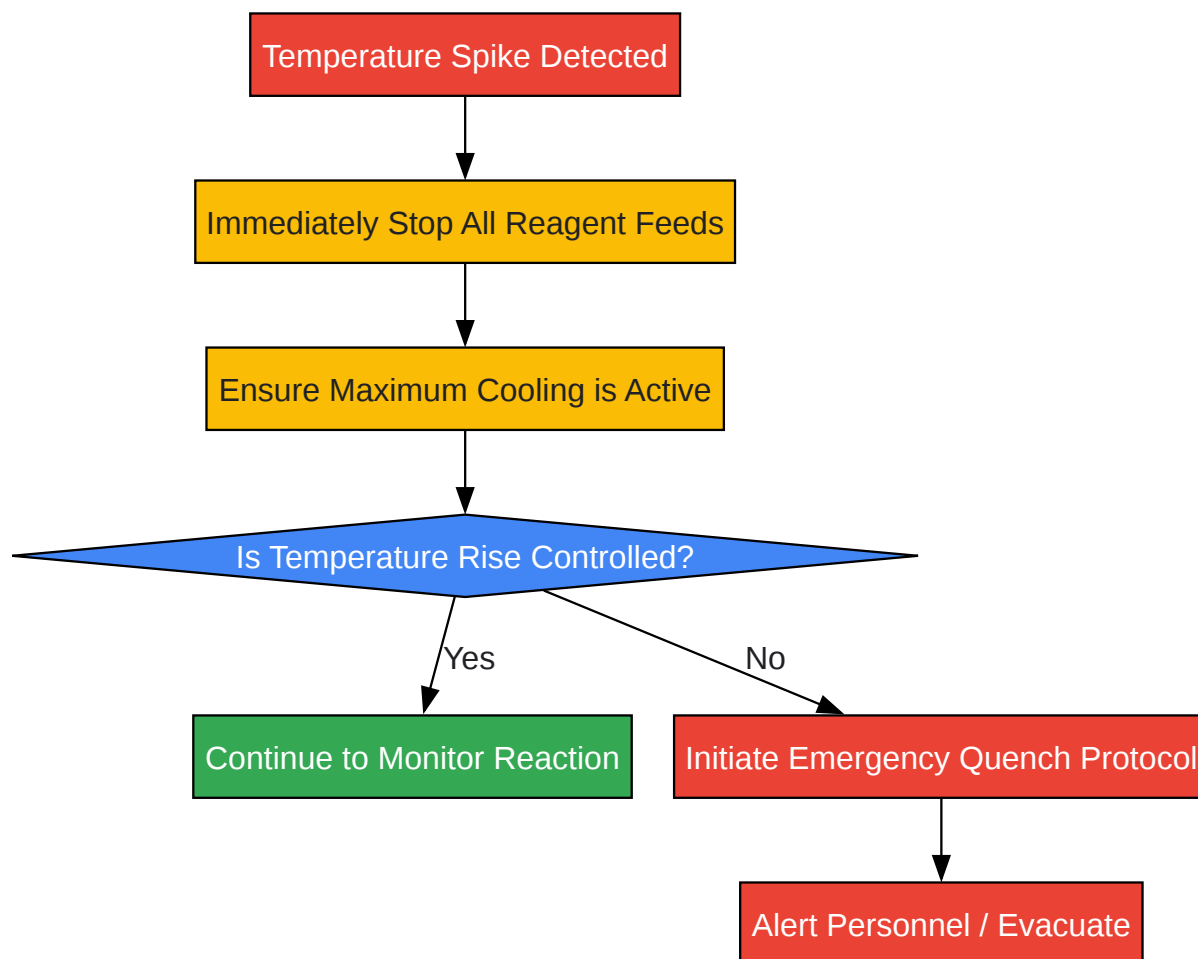 Temperature Spike Detected
Immediately Stop All Reagent Feeds
Ensure Maximum Cooling is Active
Is Temperature Rise Controlled?
Yes
No
Continue to Monitor Reaction
Initiate Emergency Quench Protocol
Alert Personnel / Evacuate